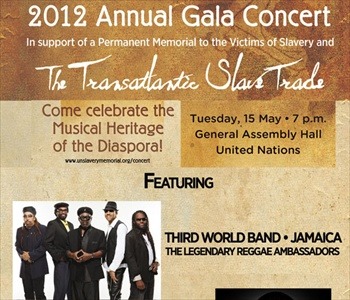 2012 Annual Gala Concert
In support of a Permanent Memorial to the Victims of Slavery and
The Transatlantic Slave Trade
Come celebrate the
Musical Heritage
of the Diaspora!
www.unslaverymemorial.org/concert
Tuesday, 15 May • 7 p.m.
General Assembly Hall
United Nations
FEATURING
THIRD WORLD BAND • JAMAICA
THE LEGENDARY REGGAE AMBASSADORS